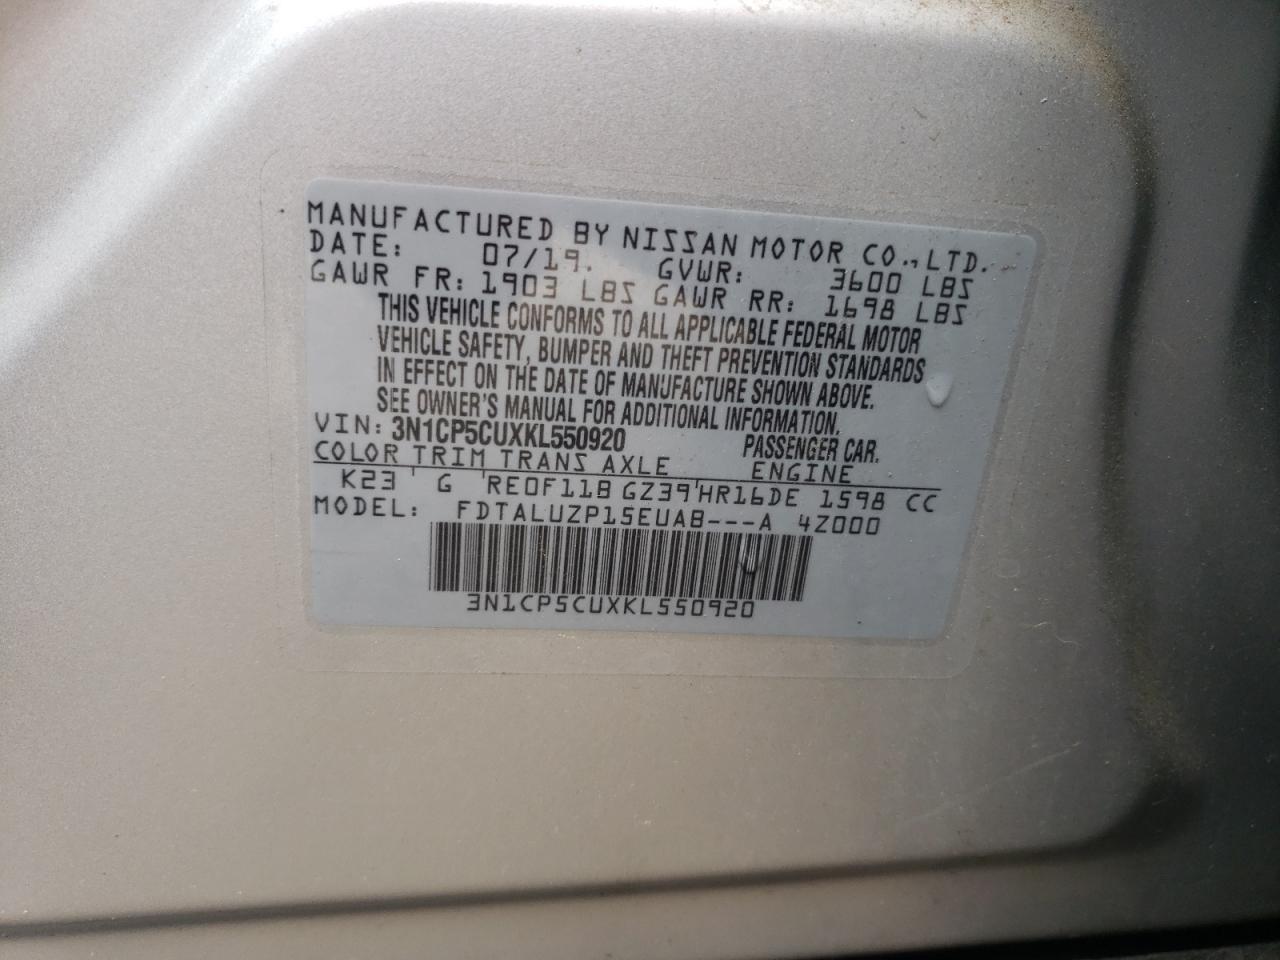 MANUFACTURED BY NISSAN MOTOR CO.,LTD.
DATE: 07/19. GVWR: 3600 LBS
GAWR FR: 1903 LBS GAWR RR: 1698 LBS
THIS VEHICLE CONFORMS TO ALL APPLICABLE FEDERAL MOTOR
VEHICLE SAFETY, BUMPER AND THEFT PREVENTION STANDARDS
IN EFFECT ON THE DATE OF MANUFACTURE SHOWN ABOVE.
SEE OWNER'S MANUAL FOR ADDITIONAL INFORMATION.
VIN: 3N1CP5CUXKL550920 PASSENGER CAR.
COLOR TRIM TRANS AXLE ENGINE
K23 ' G 'RE0F11B GZ39'HR16DE 1598 CC
MODEL: FDTALUZP15EUAB---A 4Z000
3N1CP5CUXKL550920